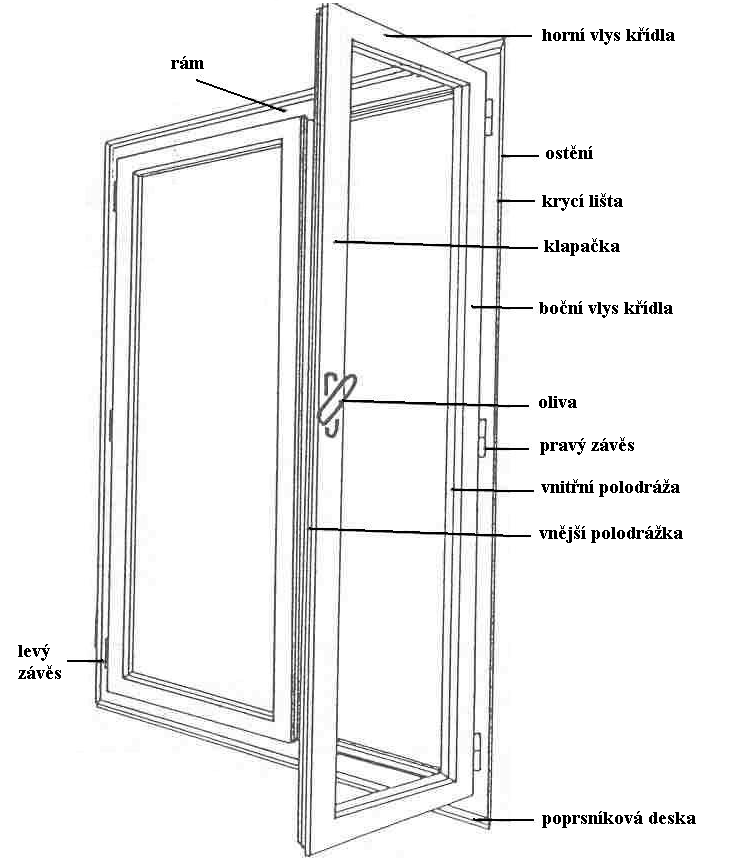 horní vlys křídla
rám
ostění
krycí lišta
klapačka
boční vlys křídla
oliva
pravý závěs
vnitřní polodráža
vnější polodrážka
levý
závěs
poprsníková deska